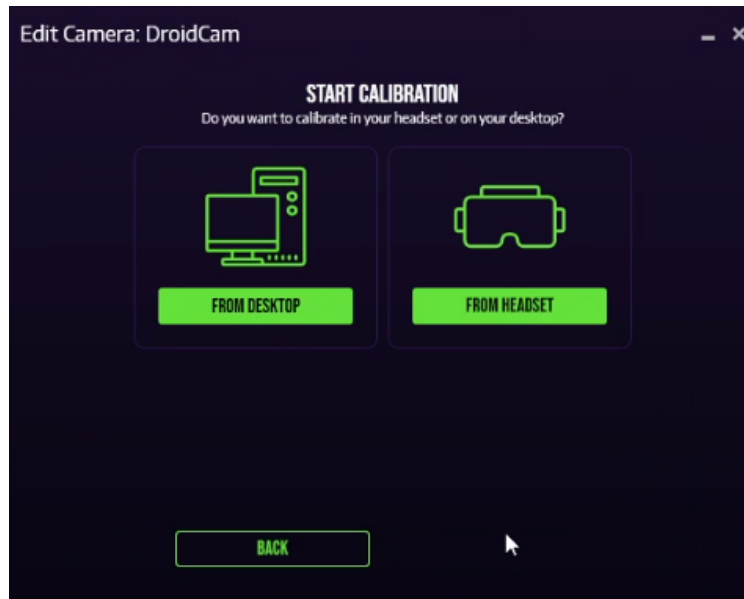 Edit Camera: DroidCam
START CALIBRATION
Do you want to calibrate in your headset or on your desktop?
FROM DESKTOP
FROM HEADSET
BACK